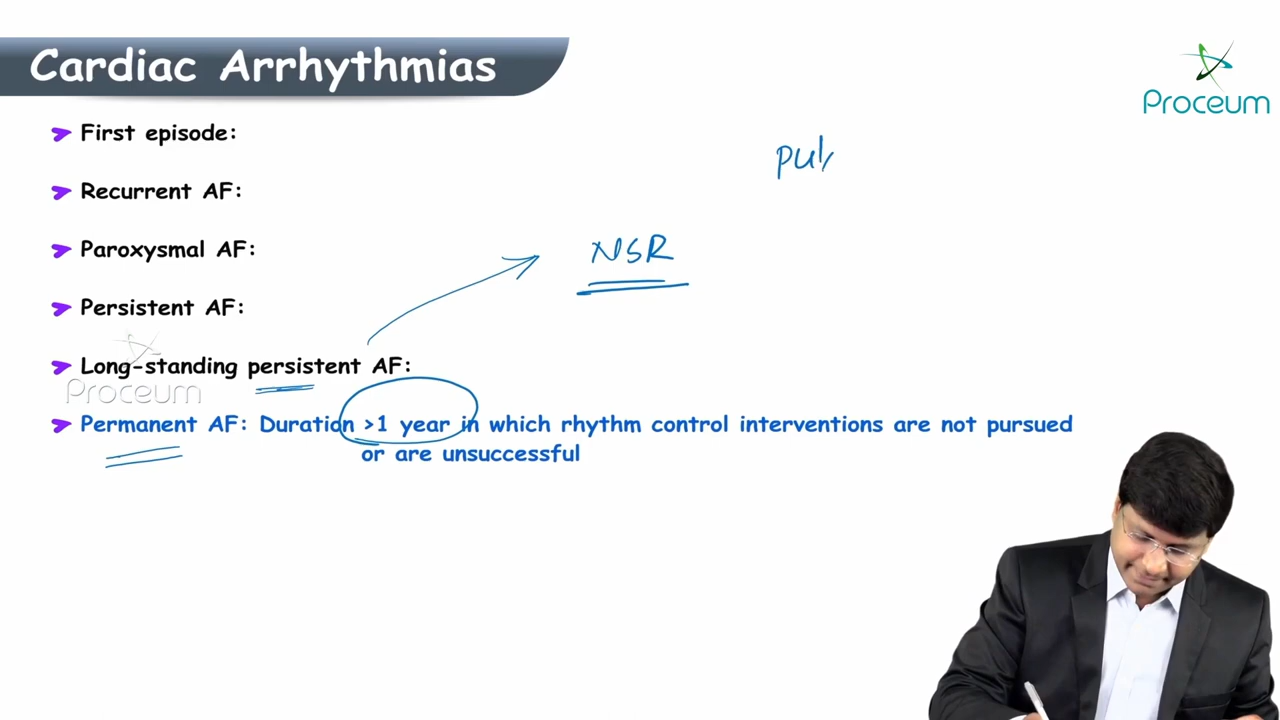 Cardiac Arrhythmias
Proceum
➤ First episode:
➤ Recurrent AF:
➤ Paroxysmal AF:
NSR
➤ Persistent AF:
➤ Long-standing persistent AF:
Proceum
➤ Permanent AF: Duration >1 year in which rhythm control interventions are not pursued
or are unsuccessful